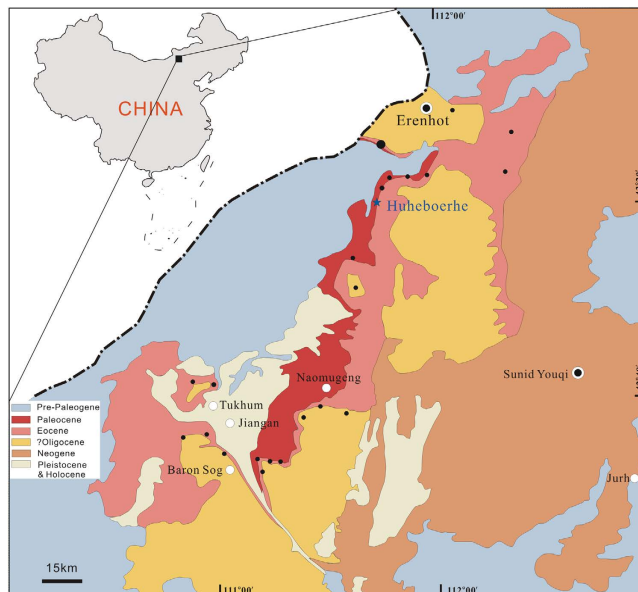 112°00′
CHINA
Erenhot
Huheboerhe
Naomugeng
Sunid Youqi
Tukhum
Jiangan
Baron Sog
Jurh
Pre-Paleogene
Paleocene
Eocene
?Oligocene
Neogene
Pleistocene
& Holocene
15km
111°00′
112°00′